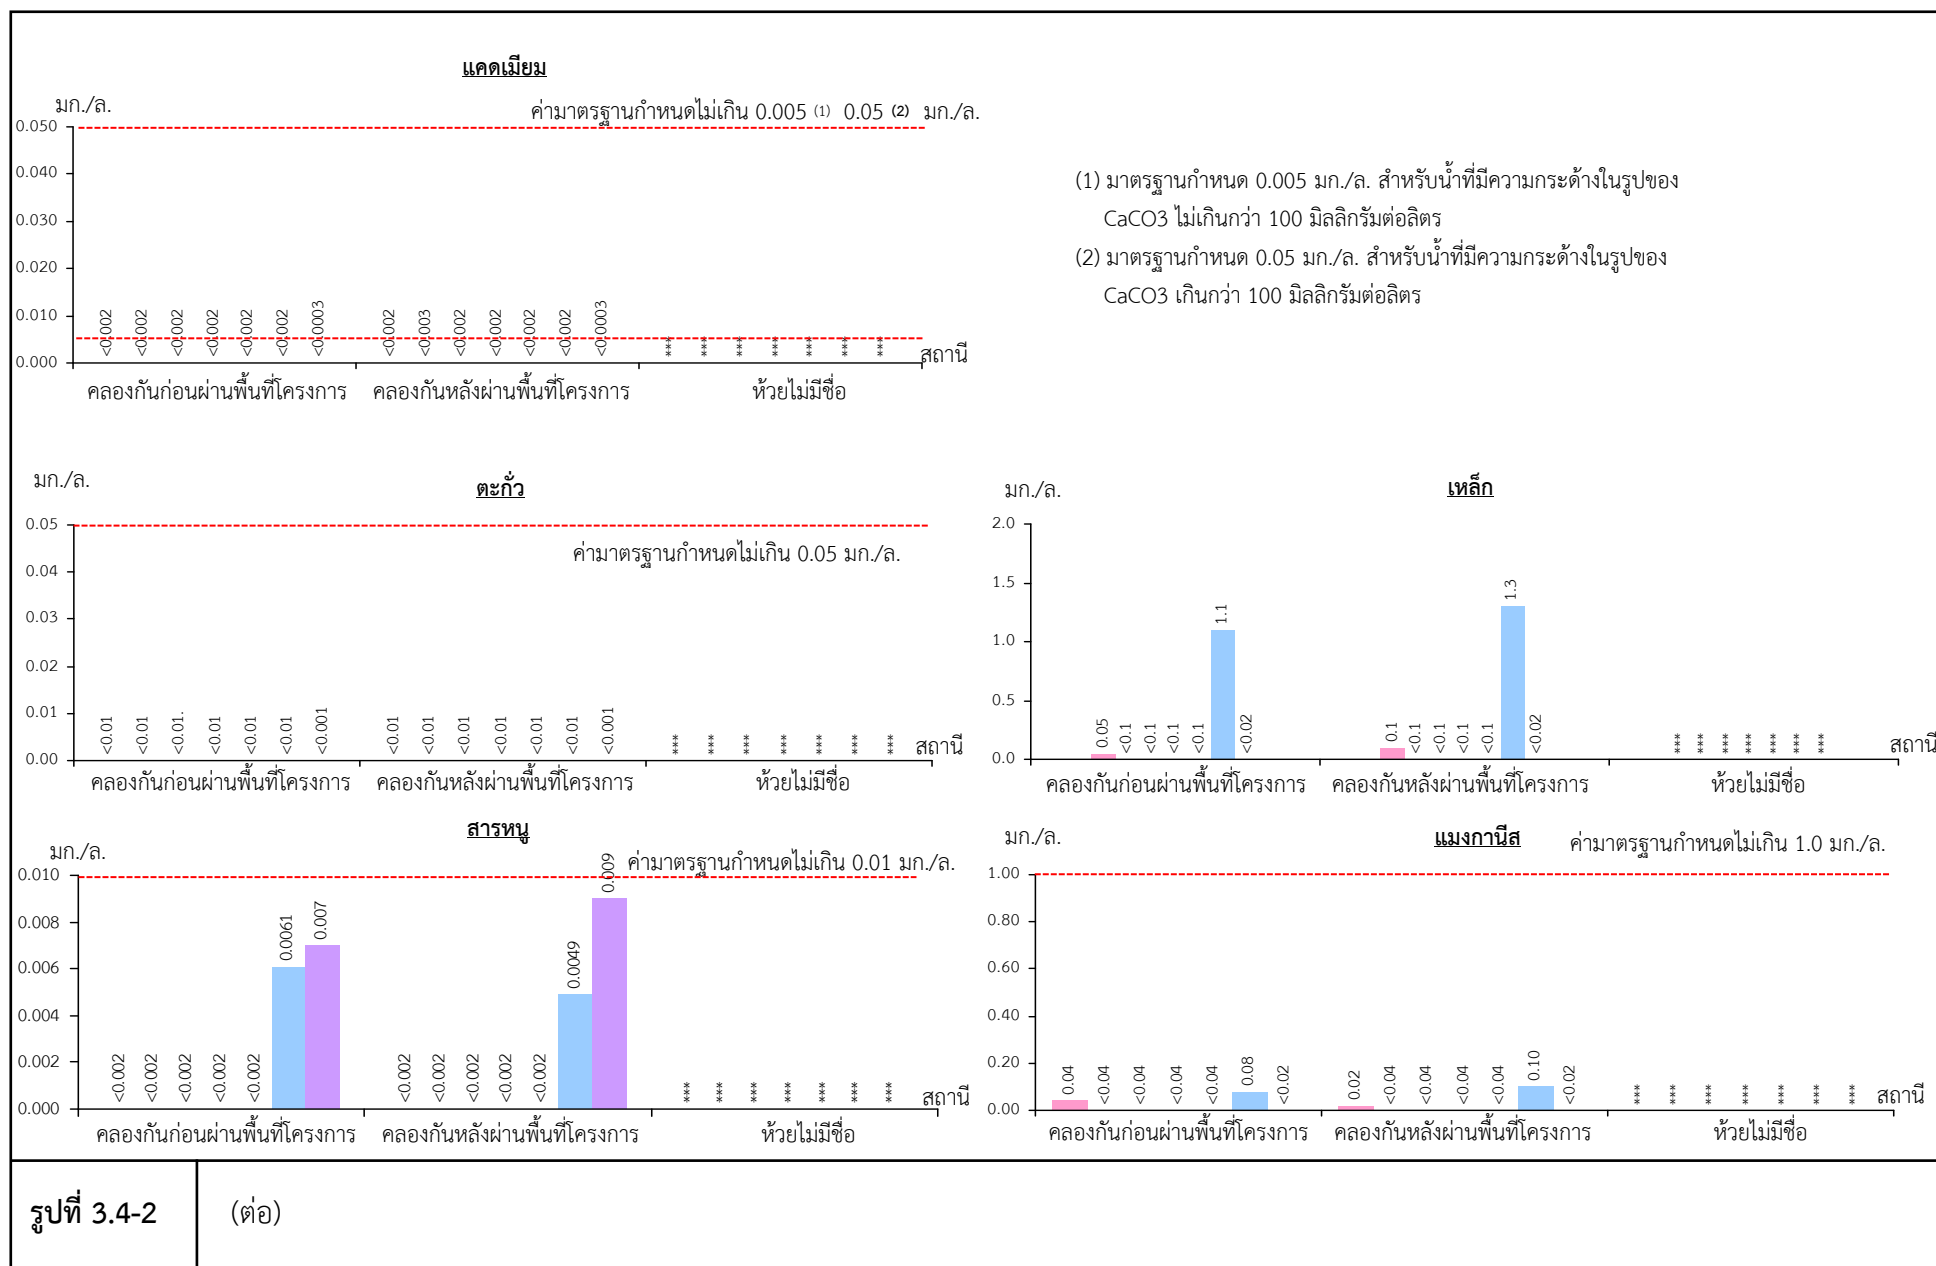 แคดเมียม
มก./ล.
ค่ามาตรฐานกำหนดไม่เกิน 0.005 (1) 0.05 (2) มก./ล.
0.050
0.040
0.030
0.020
0.010
0.000
<0.002 <0.002 <0.002 <0.002 <0.002 <0.002 <0.0003 <0.002 <0.003 <0.002 <0.002 <0.002 <0.002 <0.0003 *** *** *** *** *** *** ***
สถานี
คลองกันก่อนผ่านพื้นที่โครงการ คลองกันหลังผ่านพื้นที่โครงการ ห้วยไม่มีชื่อ
(1) มาตรฐานกำหนด 0.005 มก./ล. สำหรับน้ำที่มีความกระด้างในรูปของ
CaCO3 ไม่เกินกว่า 100 มิลลิกรัมต่อลิตร
(2) มาตรฐานกำหนด 0.05 มก./ล. สำหรับน้ำที่มีความกระด้างในรูปของ
CaCO3 เกินกว่า 100 มิลลิกรัมต่อลิตร
มก./ล.
ตะกั่ว
0.05
ค่ามาตรฐานกำหนดไม่เกิน 0.05 มก./ล.
0.04
0.03
0.02
0.01
0.00
<0.01 <0.01 <0.01. <0.01 <0.01 <0.01 <0.001 <0.01 <0.01 <0.01 <0.01 <0.01 <0.01 <0.001 *** *** *** *** *** *** ***
สถานี
คลองกันก่อนผ่านพื้นที่โครงการ คลองกันหลังผ่านพื้นที่โครงการ ห้วยไม่มีชื่อ
มก./ล.
เหล็ก
2.0
1.5
1.0
0.5
0.0
0.05 <0.1 <0.1 <0.1 <0.1 1.1 <0.02 0.1 <0.1 <0.1 <0.1 <0.1 1.3 <0.02 *** *** *** *** *** *** ***
สถานี
คลองกันก่อนผ่านพื้นที่โครงการ คลองกันหลังผ่านพื้นที่โครงการ ห้วยไม่มีชื่อ
สารหนู
มก./ล.
ค่ามาตรฐานกำหนดไม่เกิน 0.01 มก./ล.
0.010
0.008
0.006
0.004
0.002
0.000
<0.002 <0.002 <0.002 <0.002 <0.002 0.0061 0.007 <0.002 <0.002 <0.002 <0.002 <0.002 0.0049 0.009 *** *** *** *** *** *** ***
สถานี
คลองกันก่อนผ่านพื้นที่โครงการ คลองกันหลังผ่านพื้นที่โครงการ ห้วยไม่มีชื่อ
มก./ล.
แมงกานีส
ค่ามาตรฐานกำหนดไม่เกิน 1.0 มก./ล.
1.00
0.80
0.60
0.40
0.20
0.00
0.04 <0.04 <0.04 <0.04 <0.04 0.08 <0.02 0.02 <0.04 <0.04 <0.04 <0.04 0.10 <0.02 *** *** *** *** *** *** ***
สถานี
คลองกันก่อนผ่านพื้นที่โครงการ คลองกันหลังผ่านพื้นที่โครงการ ห้วยไม่มีชื่อ
รูปที่ 3.4-2 (ต่อ)